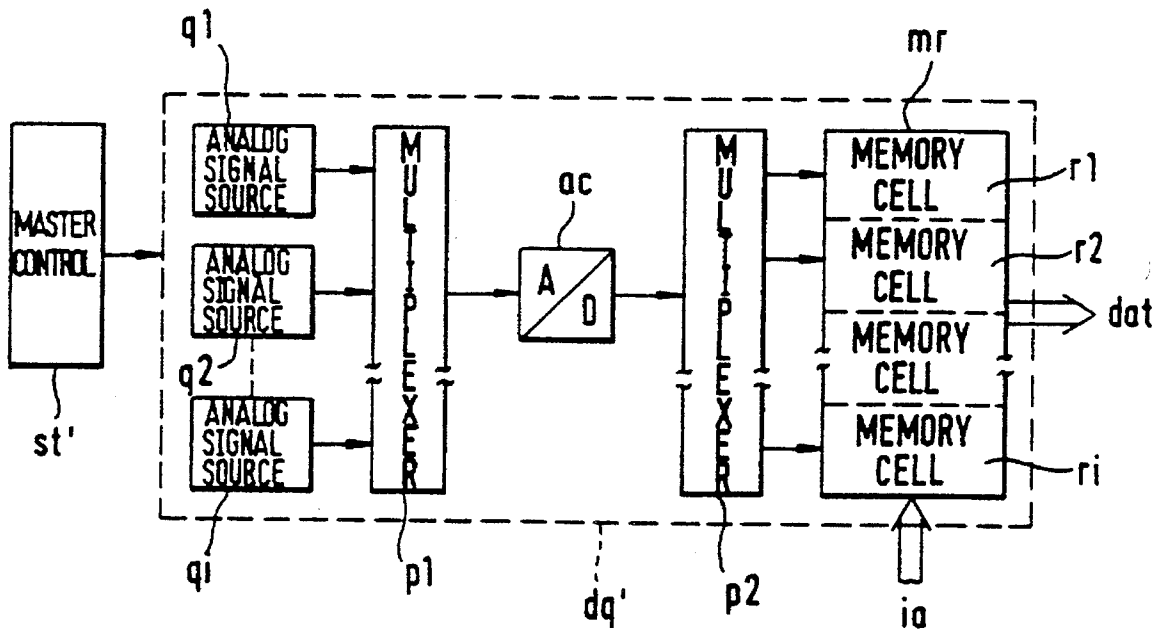 q1
mr
MASTER
CONTROL
st'
ANALOG
SIGNAL
SOURCE
ANALOG
SIGNAL
SOURCE
q2
ANALOG
SIGNAL
SOURCE
qi
MULTIPLEXER
p1
ac
A
D
MULTIPLEXER
p2
MEMORY
CELL
r1
MEMORY
CELL
r2
MEMORY
CELL
dat
MEMORY
CELL
ri
dq'
ia